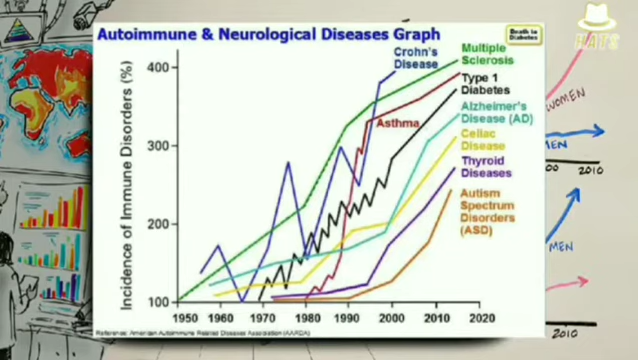 Autoimmune & Neurological Diseases Graph
Death to
Diabetes
HATS
Incidence of Immune Disorders (%)
400
300
200
100
1950 1960 1970 1980 1990 2000 2010 2020
Crohn's
Disease
Multiple
Sclerosis
Type 1
Diabetes
Asthma
Alzheimer's
Disease (AD)
Celiac
Disease
Thyroid
Diseases
Autism
Spectrum
Disorders
(ASD)
Reference: American Autoimmune Related Diseases Association (AARDA)
WOMEN
MEN
00 2010
MEN
2010